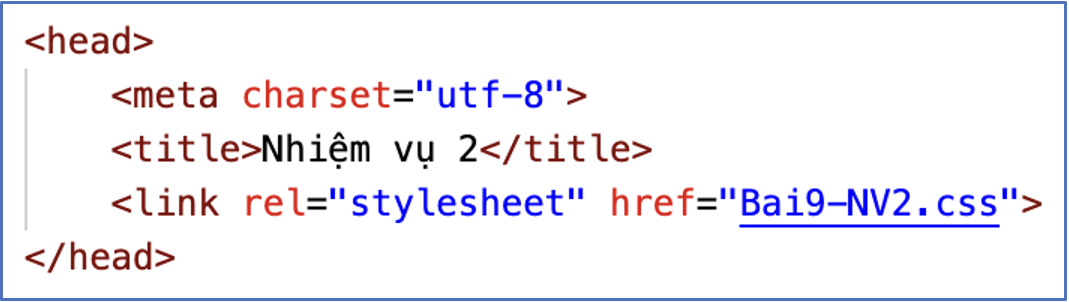 <head>
<meta charset="utf-8">
<title>Nhiệm vụ 2</title>
<link rel="stylesheet" href="Bai9-NV2.css">
</head>